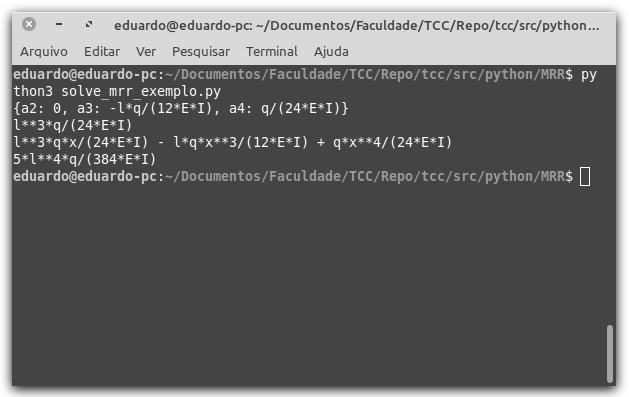 eduardo@eduardo-pc: ~/Documentos/Faculdade/TCC/Repo/tcc/src/python...
Arquivo Editar Ver Pesquisar Terminal Ajuda
eduardo@eduardo-pc:~/Documentos/Faculdade/TCC/Repo/tcc/src/python/MRR$ py
thon3 solve_mrr_exemplo.py
{a2: 0, a3: -l*q/(12*E*I), a4: q/(24*E*I)}
l**3*q/(24*E*I)
l**3*q*x/(24*E*I) - l*q*x**3/(12*E*I) + q*x**4/(24*E*I)
5*l**4*q/(384*E*I)
eduardo@eduardo-pc:~/Documentos/Faculdade/TCC/Repo/tcc/src/python/MRR$